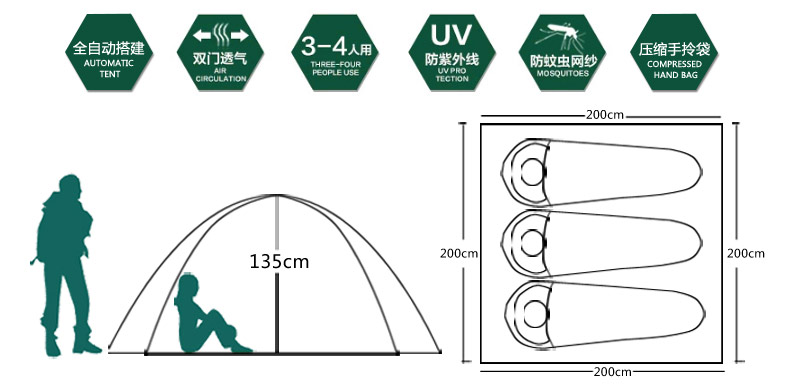 全自动搭建
AUTOMATIC
TENT
双门透气
AIR
CIRCULATION
3-4人用
THREE-FOUR
PEOPLE USE
UV
防紫外线
UV PRO
TECTION
防蚊虫网纱
MOSQUITOES
压缩手拎袋
COMPRESSED
HAND BAG
135cm
200cm
200cm
200cm
200cm